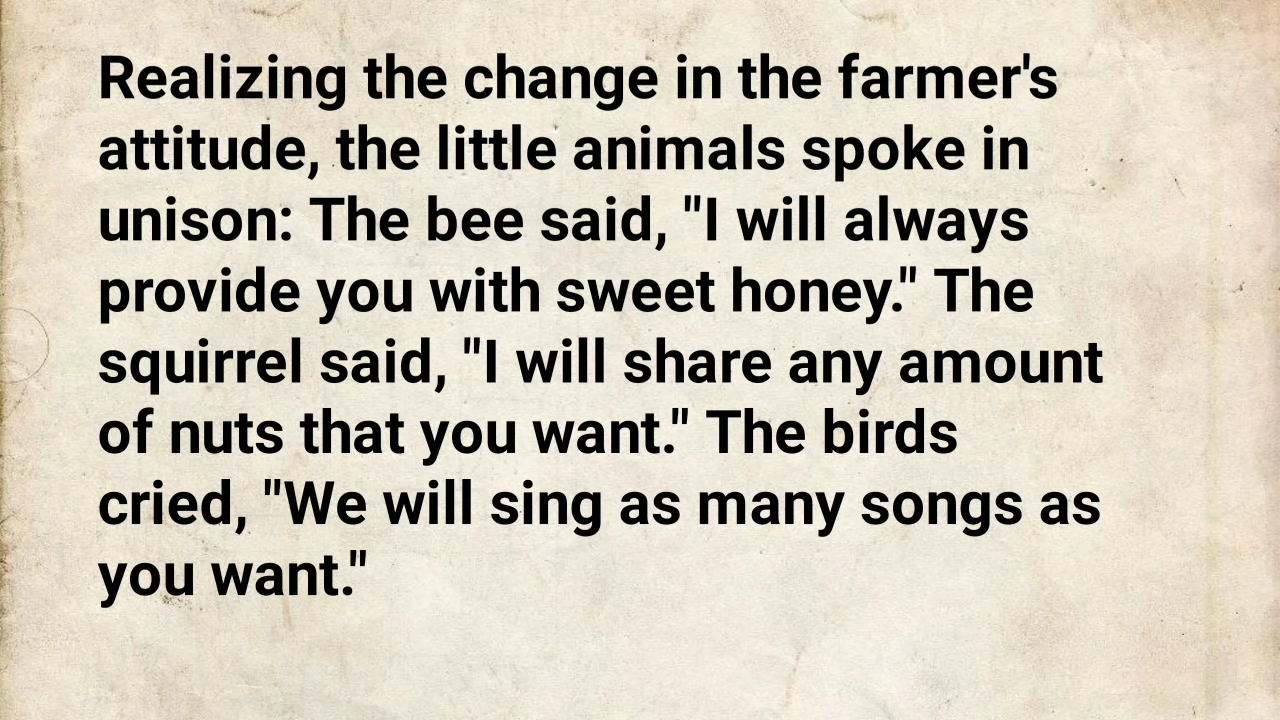 Realizing the change in the farmer's
attitude, the little animals spoke in
unison: The bee said, "I will always
provide you with sweet honey." The
squirrel said, "I will share any amount
of nuts that you want." The birds
cried, "We will sing as many songs as
you want."